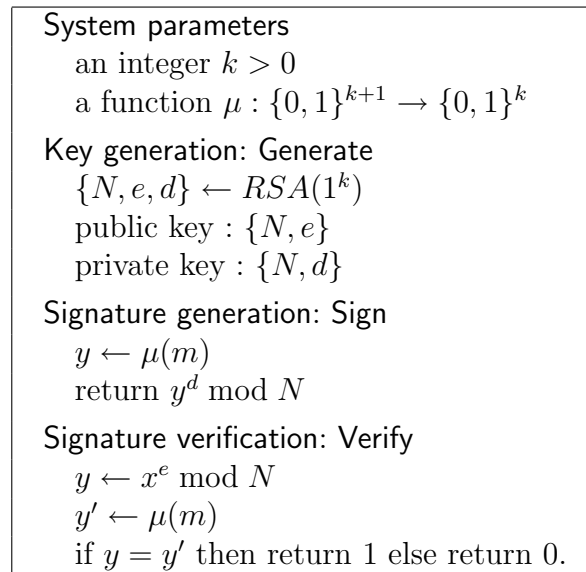 System parameters
an integer k > 0
a function μ : {0, 1}^{k+1} → {0, 1}^k
Key generation: Generate
{N, e, d} ← RSA(1^k)
public key : {N, e}
private key : {N, d}
Signature generation: Sign
y ← μ(m)
return y^d mod N
Signature verification: Verify
y ← x^e mod N
y′ ← μ(m)
if y = y′ then return 1 else return 0.